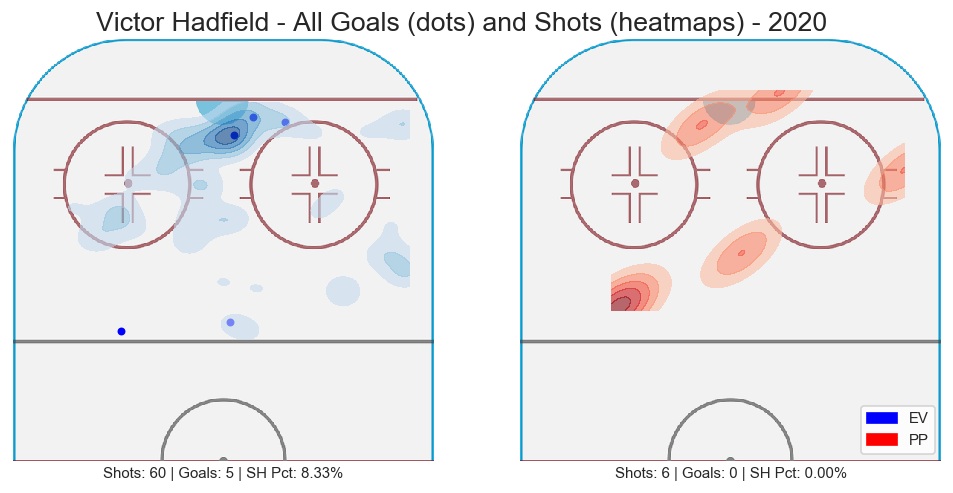 Victor Hadfield - All Goals (dots) and Shots (heatmaps) - 2020
EV
PP
Shots: 60 | Goals: 5 | SH Pct: 8.33%
Shots: 6 | Goals: 0 | SH Pct: 0.00%